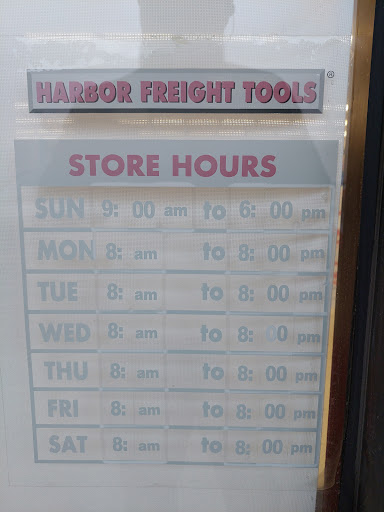 HARBOR FREIGHT TOOLS®
STORE HOURS
SUN 9: 00 am to 6: 00 pm
MON 8: am to 8: 00 pm
TUE 8: am to 8: 00 pm
WED 8: am to 8: 00 pm
THU 8: am to 8: 00 pm
FRI 8: am to 8: 00 pm
SAT 8: am to 8: 00 pm